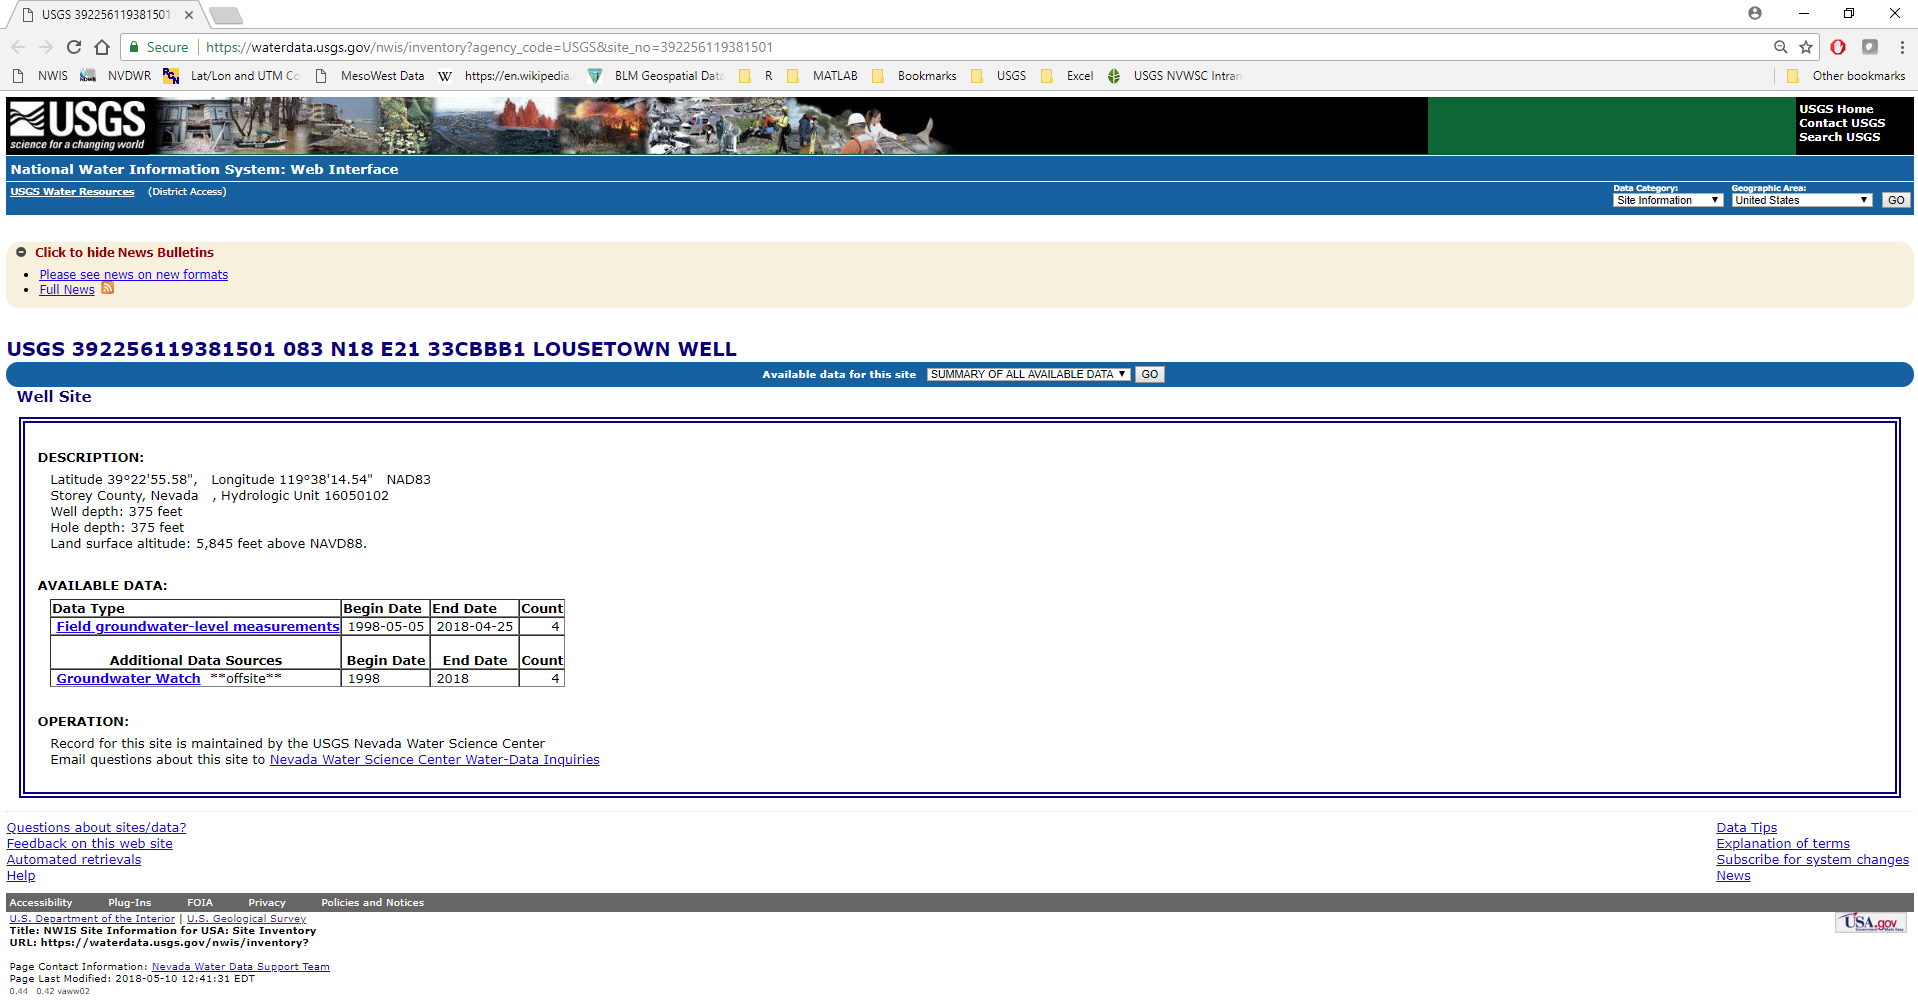 USGS 392256119381501
Secure https://waterdata.usgs.gov/nwis/inventory?agency_code=USGS&site_no=392256119381501
NWIS NVDWR Lat/Lon and UTM Co MesoWest Data https://en.wikipedia. BLM Geospatial Data R MATLAB Bookmarks USGS Excel USGS NVWSC Intran Other bookmarks
USGS
science for a changing world
USGS Home
Contact USGS
Search USGS
National Water Information System: Web Interface
USGS Water Resources (District Access)
Data Category: Geographic Area:
Site Information United States GO
Click to hide News Bulletins
Please see news on new formats
Full News
USGS 392256119381501 083 N18 E21 33CBBB1 LOUSETOWN WELL
Available data for this site SUMMARY OF ALL AVAILABLE DATA GO
Well Site
DESCRIPTION:
Latitude 39°22'55.58", Longitude 119°38'14.54" NAD83
Storey County, Nevada , Hydrologic Unit 16050102
Well depth: 375 feet
Hole depth: 375 feet
Land surface altitude: 5,845 feet above NAVD88.
AVAILABLE DATA:
Data Type Begin Date End Date Count
Field groundwater-level measurements 1998-05-05 2018-04-25 4
Additional Data Sources Begin Date End Date Count
Groundwater Watch **offsite** 1998 2018 4
OPERATION:
Record for this site is maintained by the USGS Nevada Water Science Center
Email questions about this site to Nevada Water Science Center Water-Data Inquiries
Questions about sites/data?
Feedback on this web site
Automated retrievals
Help
Data Tips
Explanation of terms
Subscribe for system changes
News
Accessibility Plug-Ins FOIA Privacy Policies and Notices
U.S. Department of the Interior | U.S. Geological Survey
Title: NWIS Site Information for USA: Site Inventory
URL: https://waterdata.usgs.gov/nwis/inventory?
USA.gov
Page Contact Information: Nevada Water Data Support Team
Page Last Modified: 2018-05-10 12:41:31 EDT
0.44 0.42 vaww02